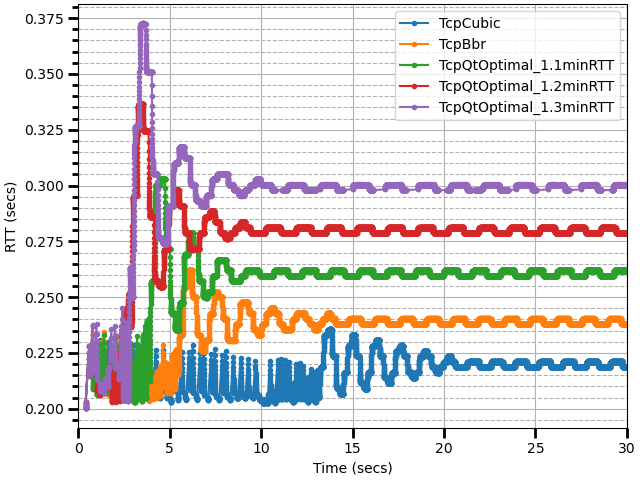 0.375
0.350
0.325
0.300
0.275
0.250
0.225
0.200
RTT (secs)
TcpCubic
TcpBbr
TcpQtOptimal_1.1minRTT
TcpQtOptimal_1.2minRTT
TcpQtOptimal_1.3minRTT
0 5 10 15 20 25 30
Time (secs)